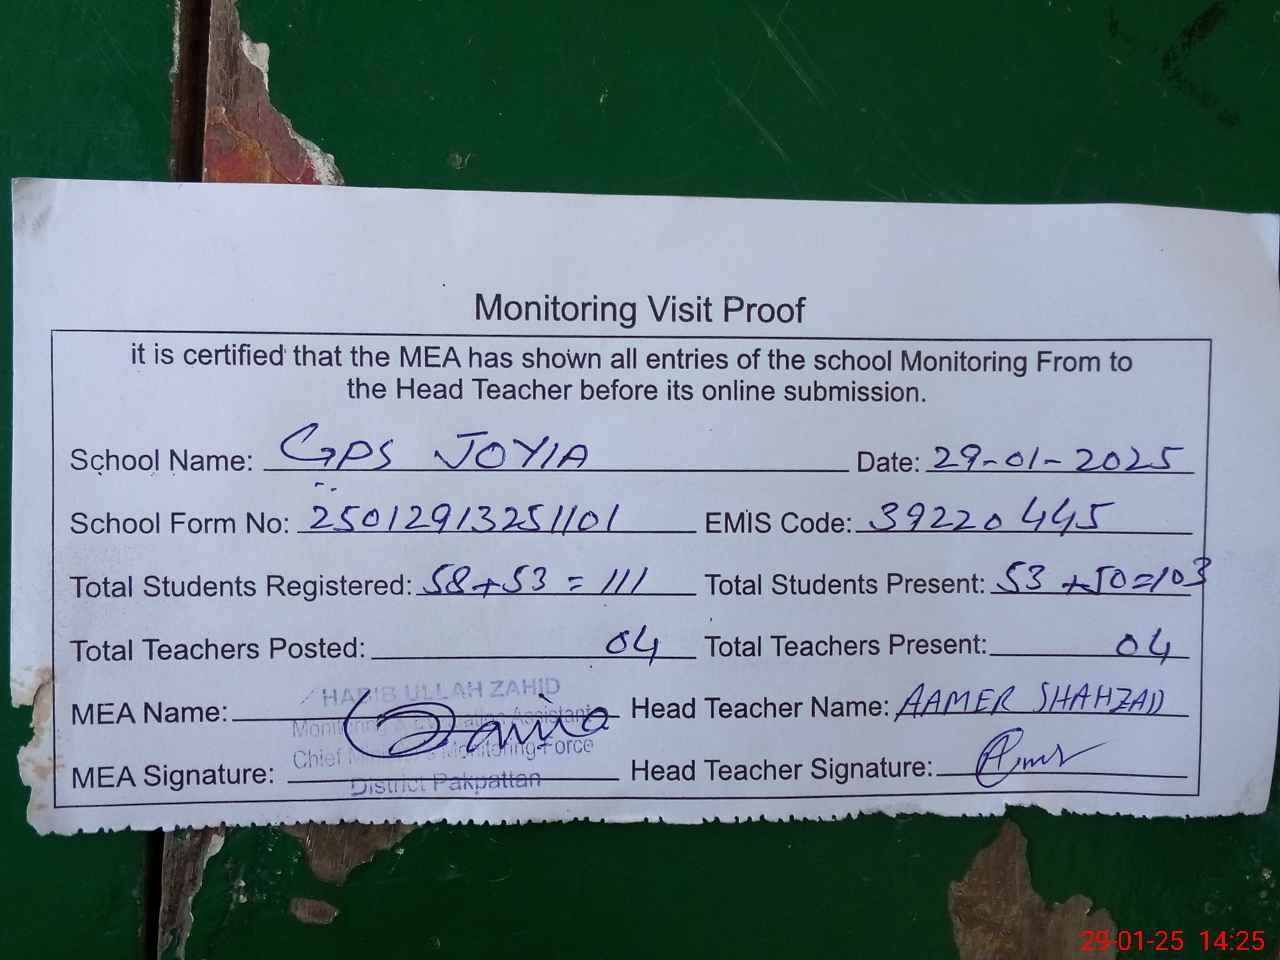 Monitoring Visit Proof
it is certified that the MEA has shown all entries of the school Monitoring From to
the Head Teacher before its online submission.
School Name: GPS JOYIA Date: 29-01-2025
School Form No: 25012913251101 EMIS Code: 39220445
Total Students Registered: 58+53=111 Total Students Present: 53+50=103
Total Teachers Posted: 04 Total Teachers Present: 04
HABIB ULLAH ZAHID
MEA Name: Head Teacher Name: AAMER SHAHZAD
Monitoring & Evaluation Assistant
Chief Minister's Monitoring Force
MEA Signature: Head Teacher Signature:
District Pakpattan
29-01-25 14:25